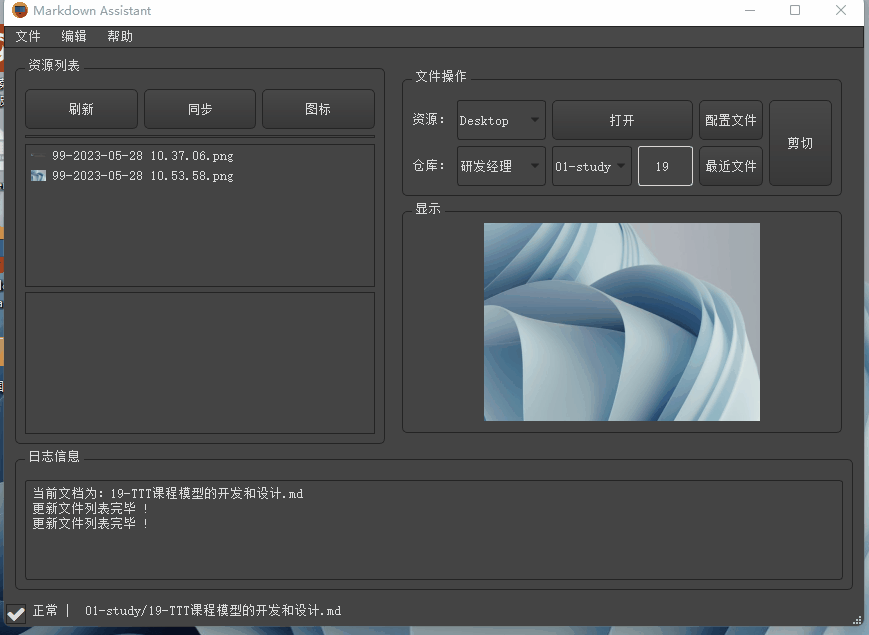 Markdown Assistant
文件 编辑 帮助
资源列表
刷新 同步 图标
99-2023-05-28 10.37.06.png
99-2023-05-28 10.53.58.png
文件操作
资源: Desktop 打开 配置文件 剪切
仓库: 研发经理 01-study 19 最近文件
显示
日志信息
当前文档为: 19-TTT课程模型的开发和设计.md
更新文件列表完毕 !
更新文件列表完毕 !
正常 | 01-study/19-TTT课程模型的开发和设计.md